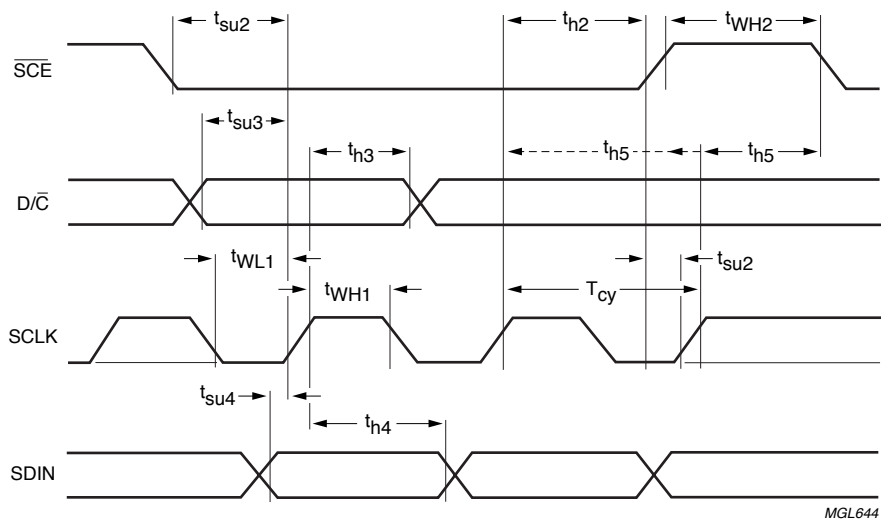 tsu2 th2 tWH2
SCE
tsu3
th3 th5 th5
D/C
tWL1 tsu2
tWH1 Tcy
SCLK
tsu4
th4
SDIN
MGL644